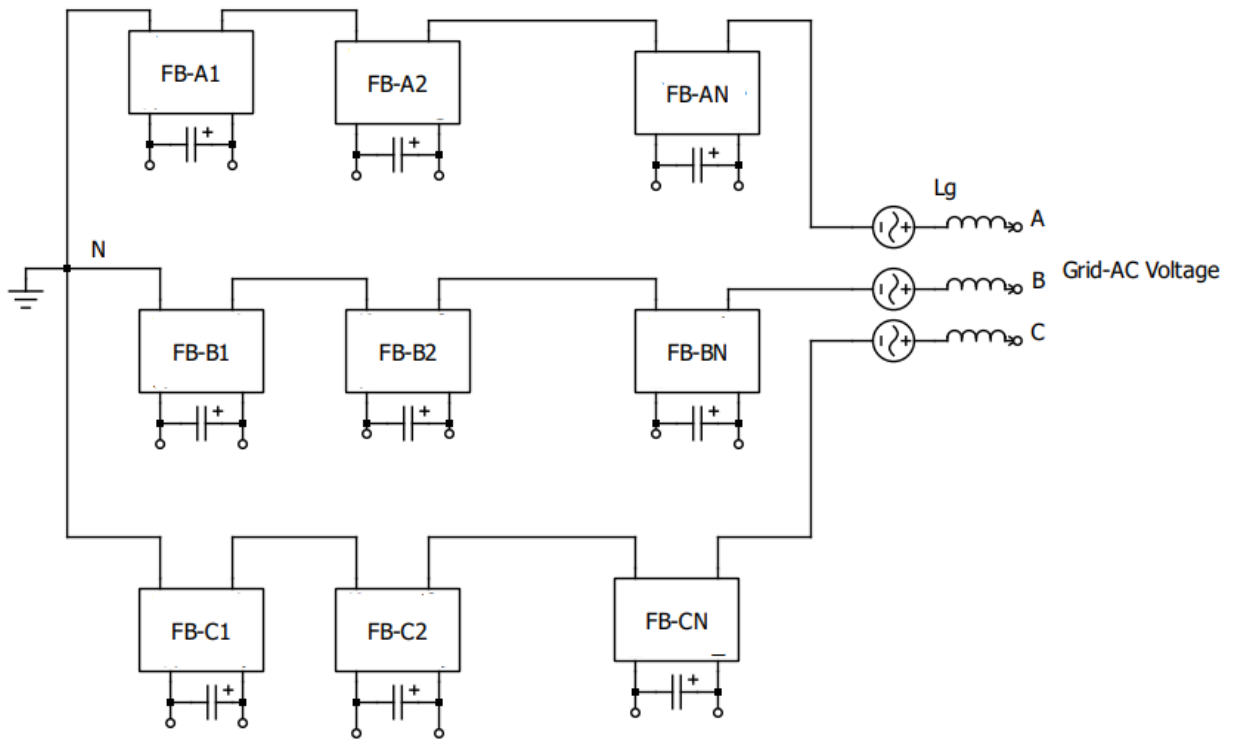 FB-A1
FB-A2
FB-AN
+
+
+
Lg
A
N
B
Grid-AC Voltage
C
FB-B1
FB-B2
FB-BN
+
+
+
FB-C1
FB-C2
FB-CN
+
+
+